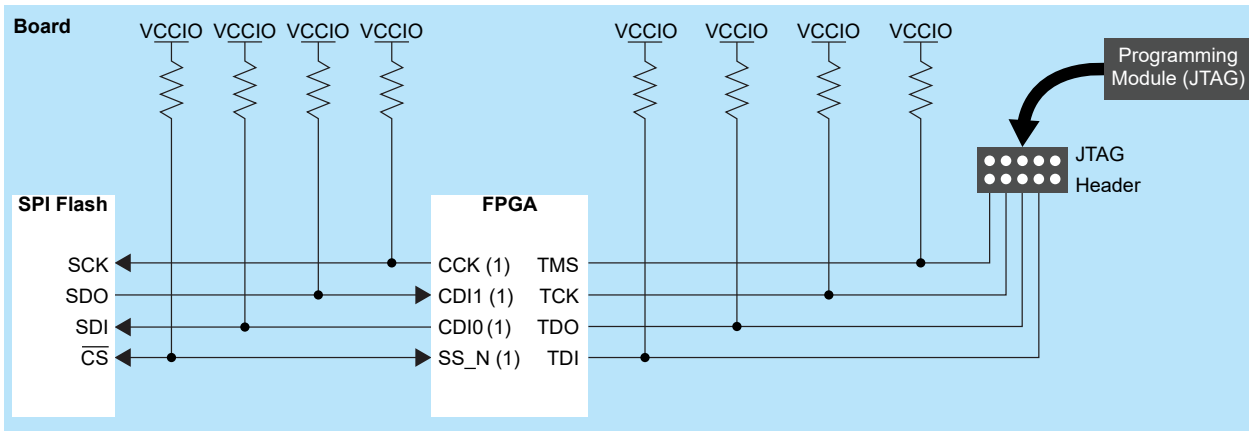 Board
VCCIO VCCIO VCCIO VCCIO
VCCIO VCCIO VCCIO VCCIO
Programming
Module (JTAG)
JTAG
Header
SPI Flash
SCK
SDO
SDI
CS
FPGA
CCK (1) TMS
CDI1 (1) TCK
CDI0 (1) TDO
SS_N (1) TDI